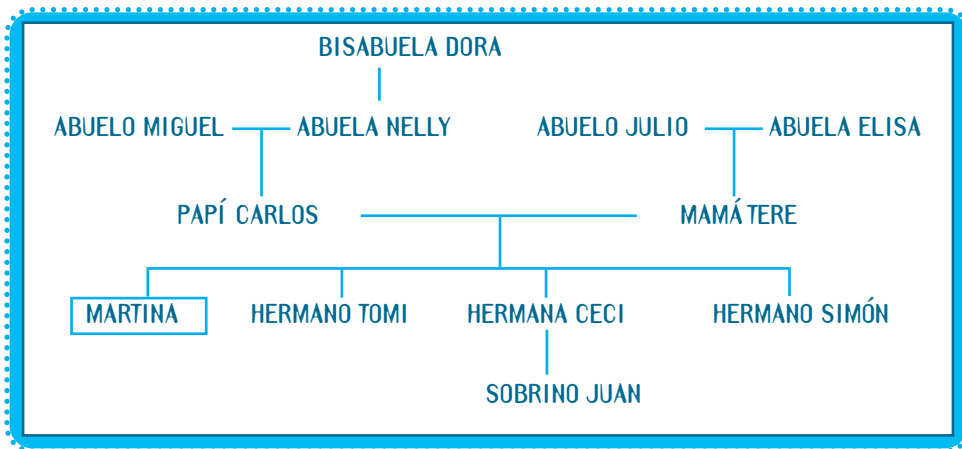 BISABUELA DORA
ABUELO MIGUEL ABUELA NELLY ABUELO JULIO ABUELA ELISA
PAPÍ CARLOS MAMÁ TERE
MARTINA HERMANO TOMI HERMANA CECI HERMANO SIMÓN
SOBRINO JUAN